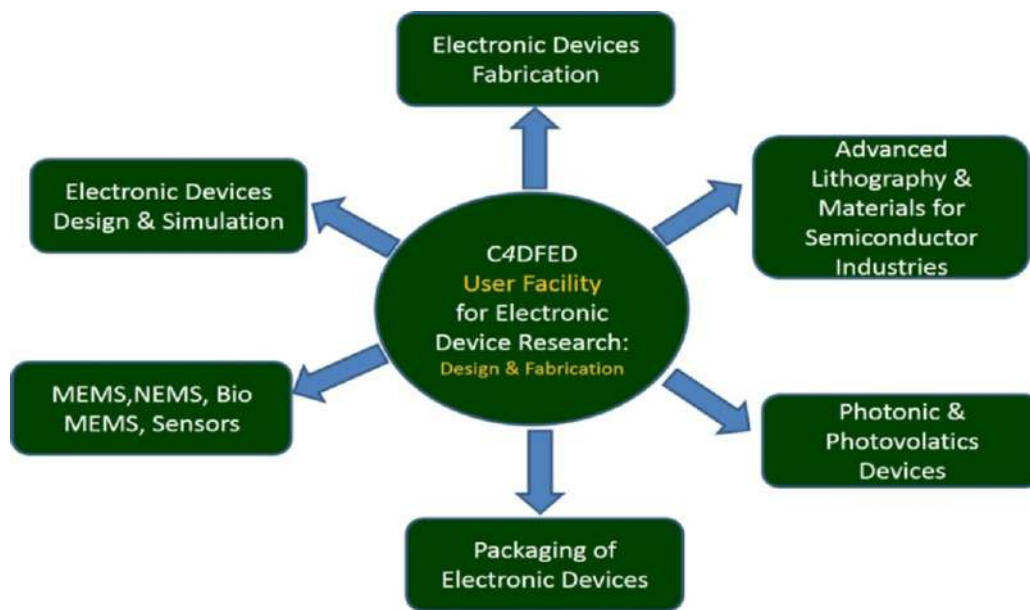 Electronic Devices
Fabrication
Advanced
Lithography &
Materials for
Semiconductor
Industries
Electronic Devices
Design & Simulation
C4DFED
User Facility
for Electronic
Device Research:
Design & Fabrication
MEMS,NEMS, Bio
MEMS, Sensors
Photonic &
Photovolatics
Devices
Packaging of
Electronic Devices